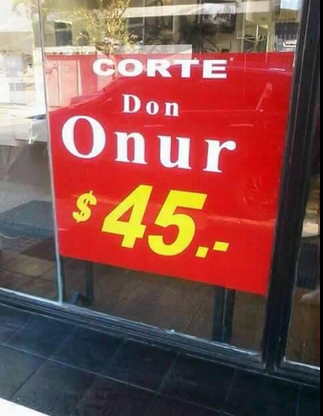 CORTE
Don
Onur
$ 45.-